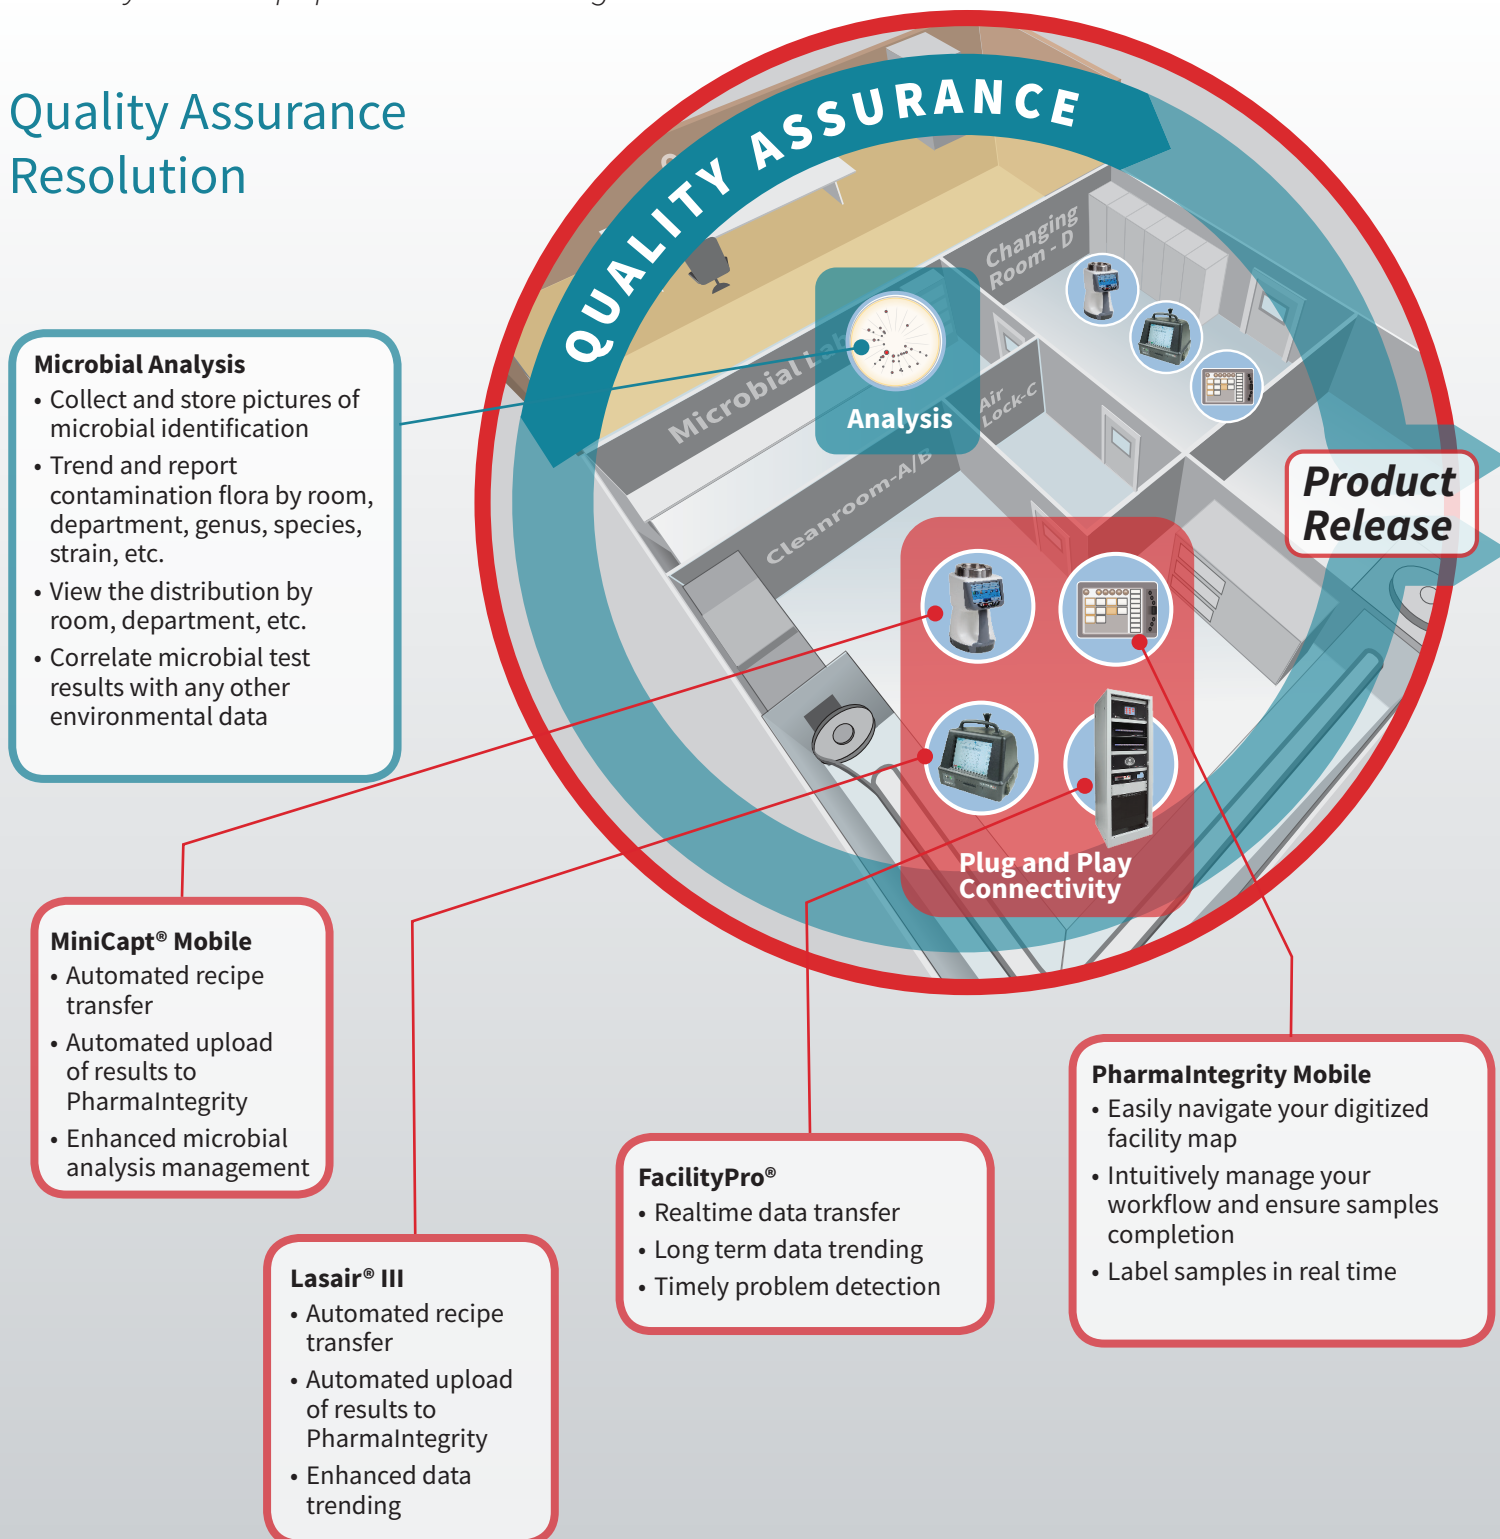 Quality Assurance
Resolution
QUALITY ASSURANCE
Changing
Room - D
Microbial Lab
Analysis
Air
Lock-C
Cleanroom-A/B
Product
Release
Plug and Play
Connectivity
Microbial Analysis
• Collect and store pictures of
microbial identification
• Trend and report
contamination flora by room,
department, genus, species,
strain, etc.
• View the distribution by
room, department, etc.
• Correlate microbial test
results with any other
environmental data
MiniCapt® Mobile
• Automated recipe
transfer
• Automated upload
of results to
PharmaIntegrity
• Enhanced microbial
analysis management
Lasair® III
• Automated recipe
transfer
• Automated upload
of results to
PharmaIntegrity
• Enhanced data
trending
FacilityPro®
• Realtime data transfer
• Long term data trending
• Timely problem detection
PharmaIntegrity Mobile
• Easily navigate your digitized
facility map
• Intuitively manage your
workflow and ensure samples
completion
• Label samples in real time